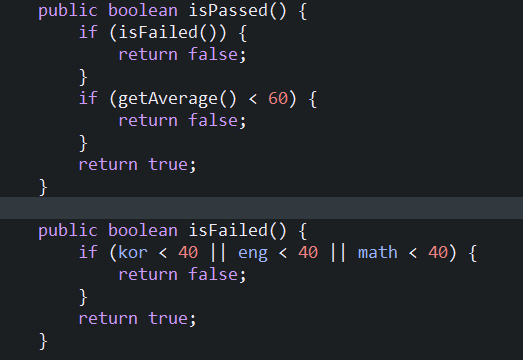 public boolean isPassed() {
    if (isFailed()) {
        return false;
    }
    if (getAverage() < 60) {
        return false;
    }
    return true;
}

public boolean isFailed() {
    if (kor < 40 || eng < 40 || math < 40) {
        return false;
    }
    return true;
}